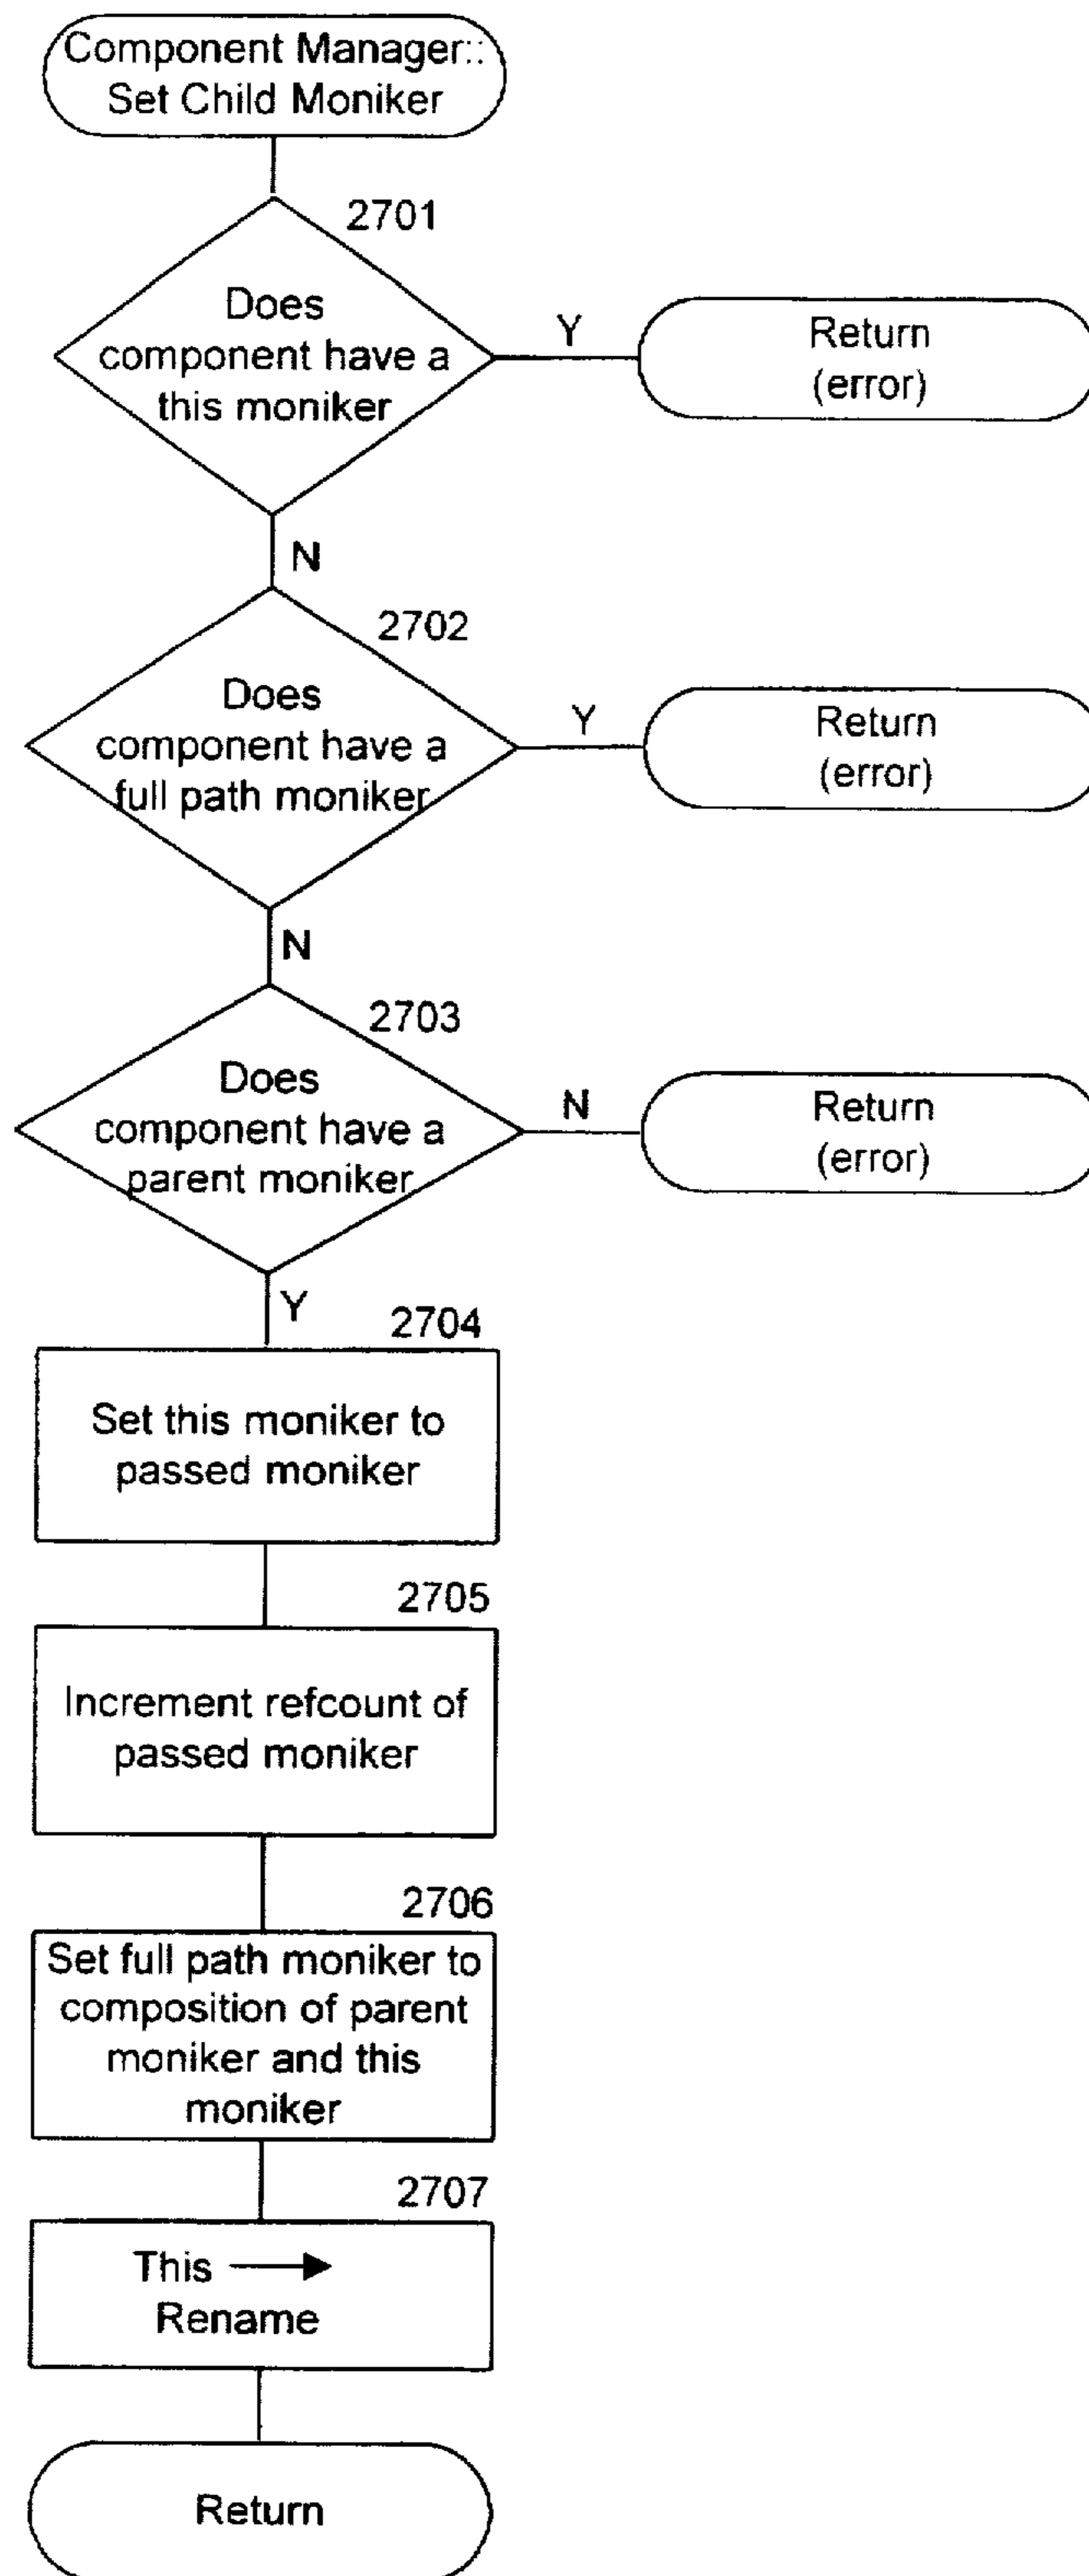 Component Manager::
Set Child Moniker
2701
Does
component have a
this moniker
Y
Return
(error)
N
2702
Does
component have a
full path moniker
Y
Return
(error)
N
2703
Does
component have a
parent moniker
N
Return
(error)
Y
2704
Set this moniker to
passed moniker
2705
Increment refcount of
passed moniker
2706
Set full path moniker to
composition of parent
moniker and this
moniker
2707
This
Rename
Return